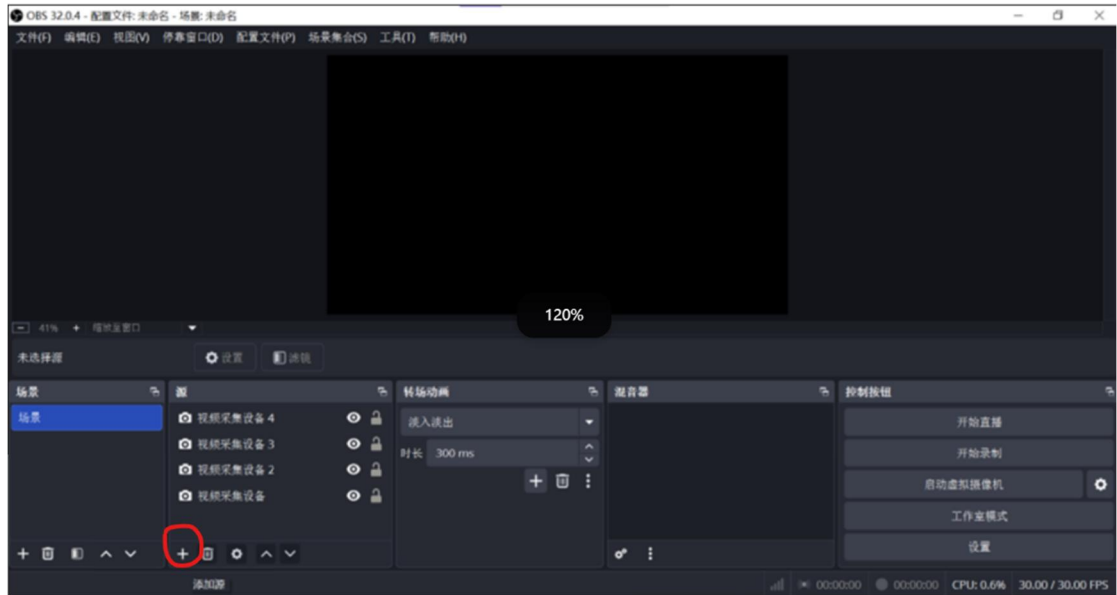 OBS 32.0.4 - 配置文件: 未命名 - 场景: 未命名
文件(F) 编辑(E) 视图(V) 停靠窗口(D) 配置文件(P) 场景集合(S) 工具(T) 帮助(H)
120%
41% 缩放至窗口
未选择源 设置 滤镜
场景 源 转场动画 混音器 控制按钮
场景 视频采集设备 4 淡入淡出 开始直播
视频采集设备 3 时长 300 ms 开始录制
视频采集设备 2 启动虚拟摄像机
视频采集设备 工作室模式
设置
添加源 00:00:00 00:00:00 CPU: 0.6% 30.00 / 30.00 FPS